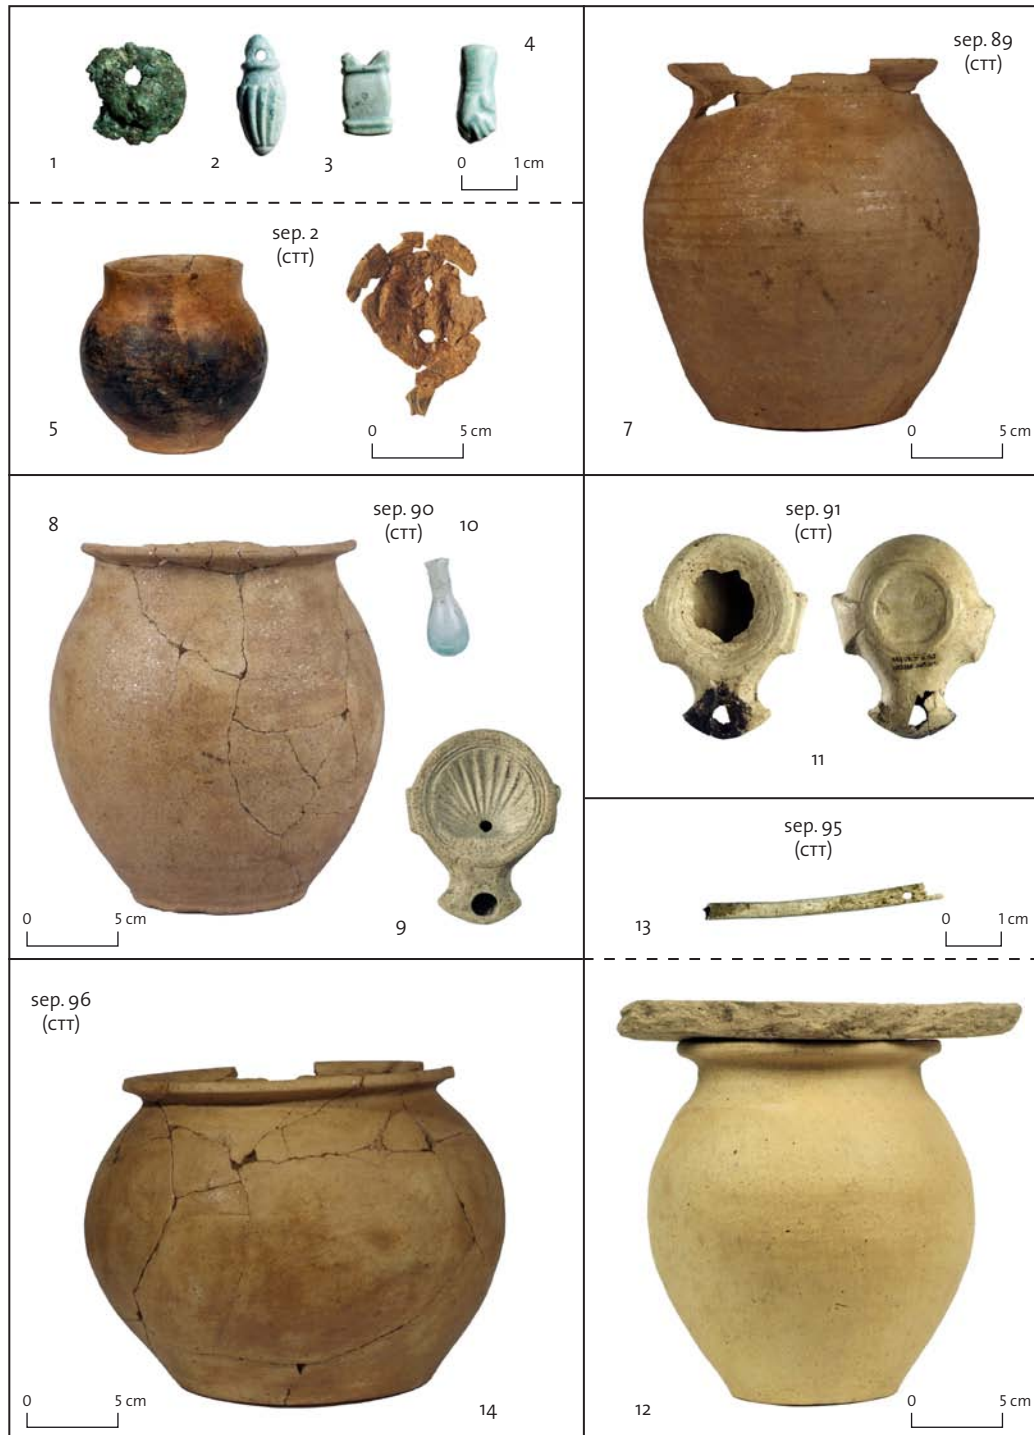 4
1
2
3
0 1 cm
sep. 2
(CTT)
5
0 5 cm
sep. 89
(CTT)
7
0 5 cm
8
sep. 90
(CTT)
10
9
0 5 cm
sep. 91
(CTT)
11
sep. 95
(CTT)
13
0 1 cm
sep. 96
(CTT)
0 5 cm
14
12
0 5 cm